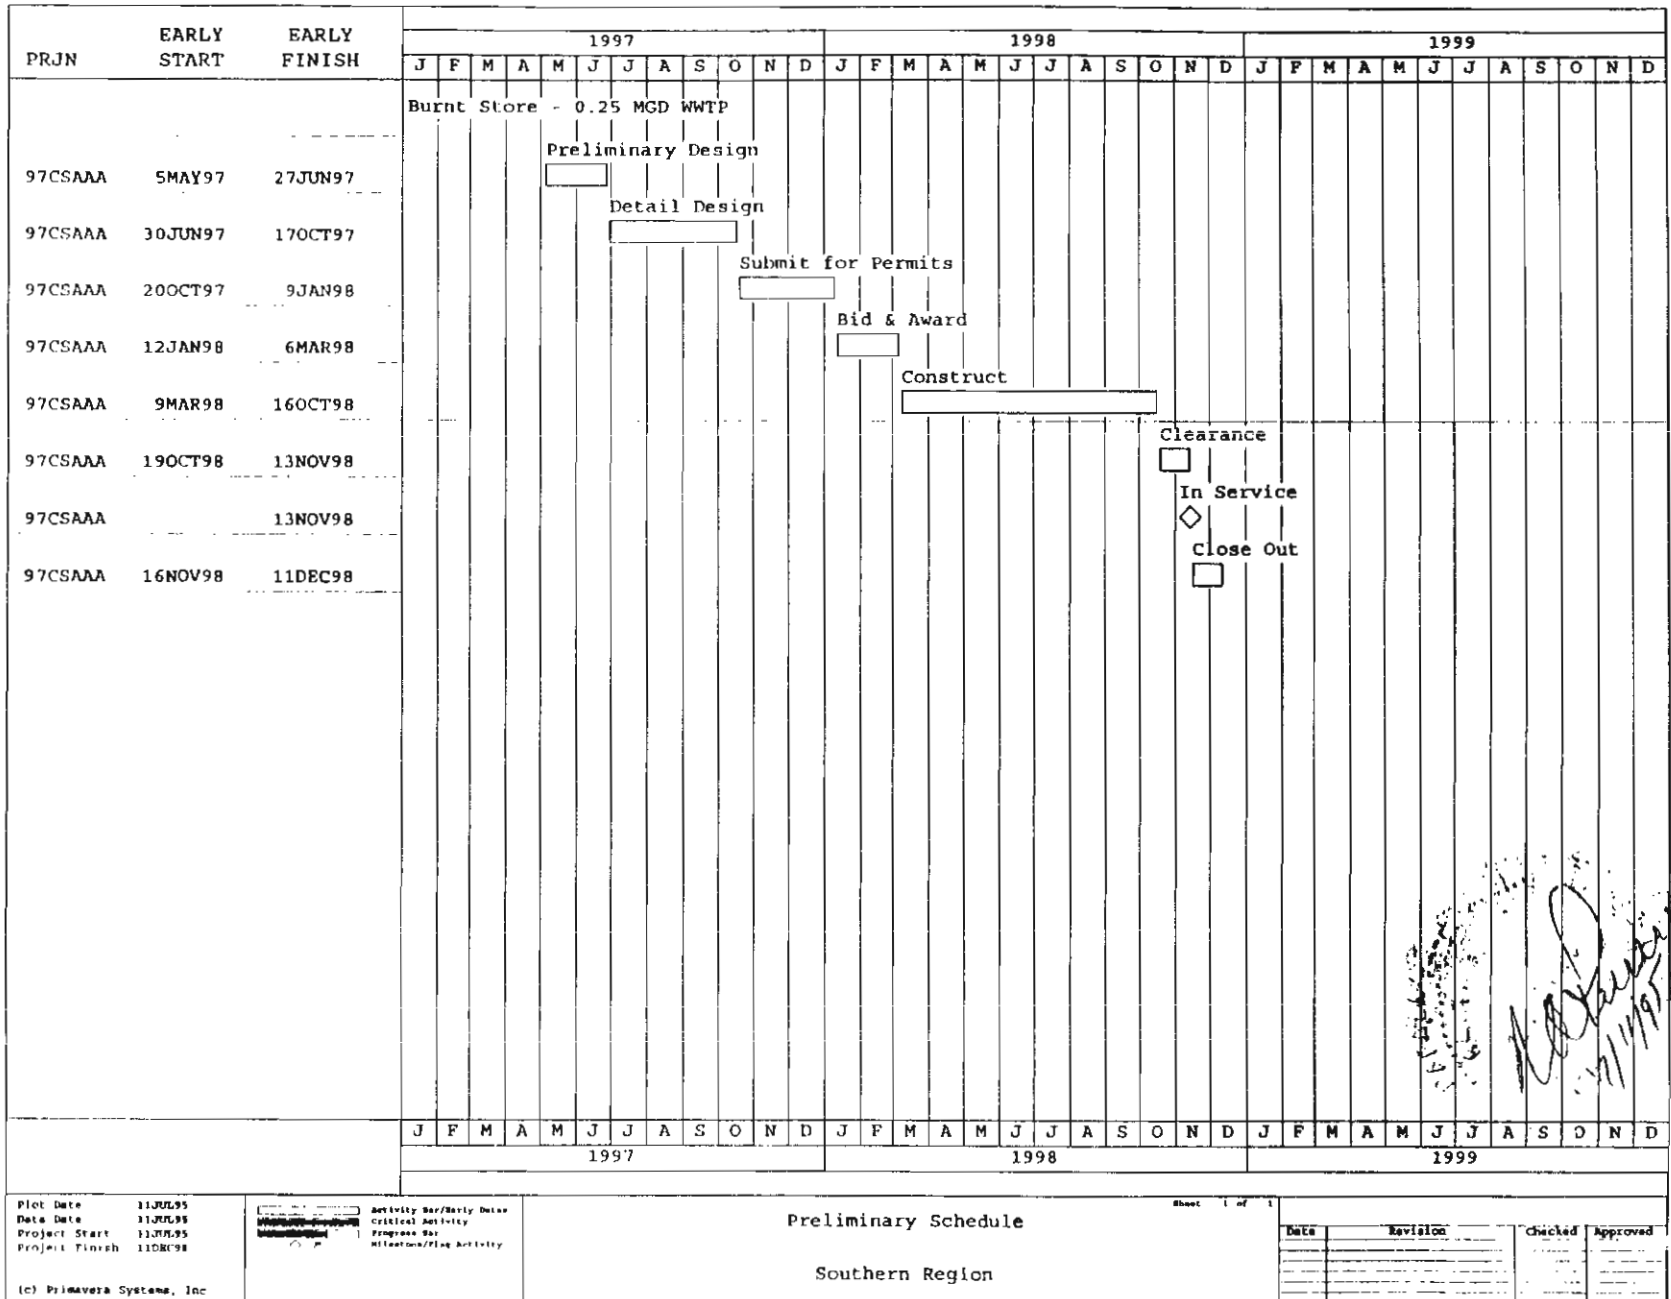 PRJN EARLY START EARLY FINISH
1997 1998 1999
J F M A M J J A S O N D J F M A M J J A S O N D J F M A M J J A S O N D
Burnt Store - 0.25 MGD WWTP
Preliminary Design
97CSAAA 5MAY97 27JUN97
Detail Design
97CSAAA 30JUN97 17OCT97
Submit for Permits
97CSAAA 20OCT97 9JAN98
Bid & Award
97CSAAA 12JAN98 6MAR98
Construct
97CSAAA 9MAR98 16OCT98
Clearance
97CSAAA 19OCT98 13NOV98
In Service
97CSAAA 13NOV98
Close Out
97CSAAA 16NOV98 11DEC98
7/11/95
J F M A M J J A S O N D J F M A M J J A S O N D J F M A M J J A S O N D
1997 1998 1999
Plot Date 11JUL95
Data Date 11JUL95
Project Start 11JUL95
Project Finish 11DEC98
(c) Primavera Systems, Inc
Activity Bar/Early Dates
Critical Activity
Progress Bar
Milestone/Flag Activity
Preliminary Schedule
Southern Region
Sheet 1 of 1
Date Revision Checked Approved